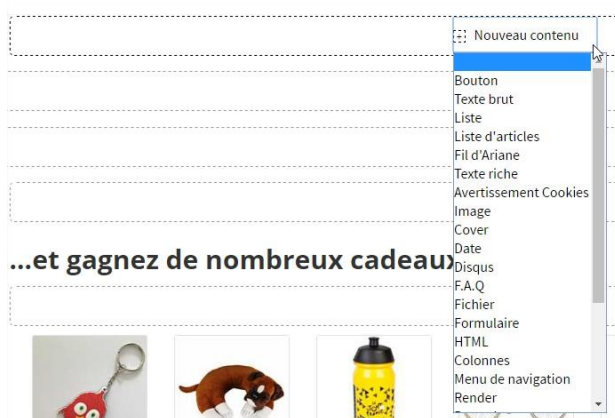 Nouveau contenu
Bouton
Texte brut
Liste
Liste d'articles
Fil d'Ariane
Texte riche
Avertissement Cookies
Image
Cover
Date
...et gagnez de nombreux cadeaux
Disqus
F.A.Q
Fichier
Formulaire
HTML
Colonnes
Menu de navigation
Render